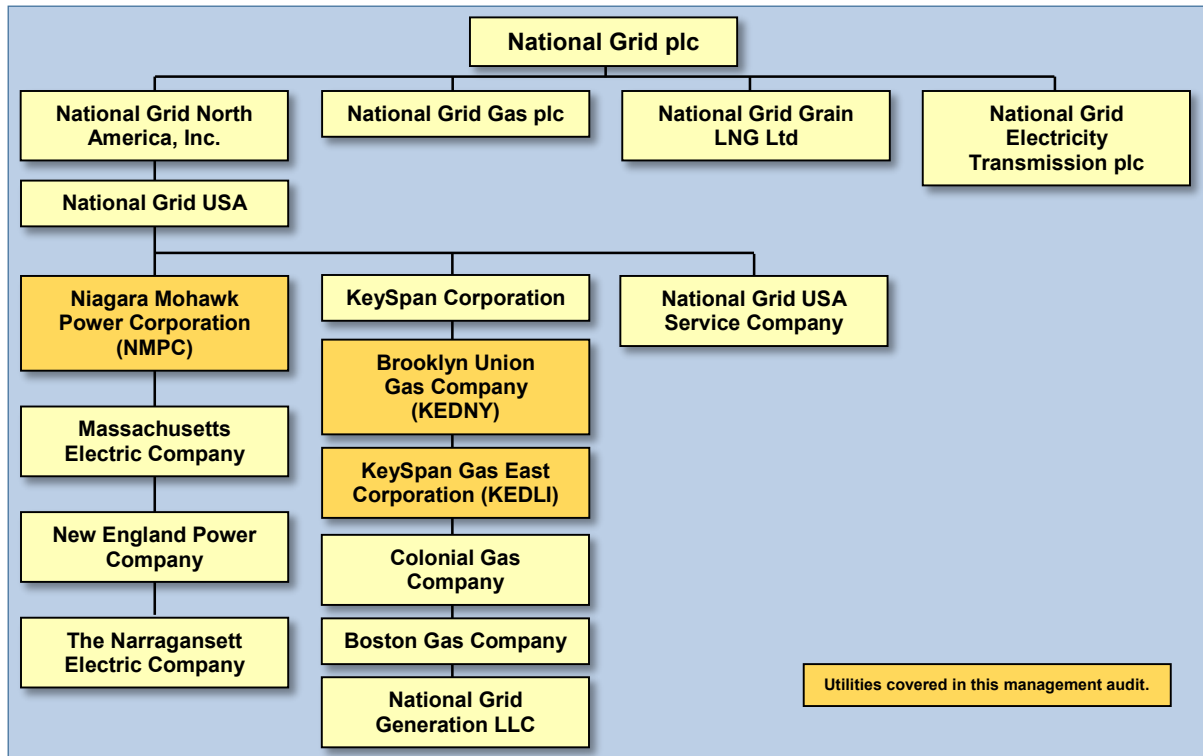 National Grid plc
National Grid North
America, Inc.
National Grid Gas plc
National Grid Grain
LNG Ltd
National Grid
Electricity
Transmission plc
National Grid USA
Niagara Mohawk
Power Corporation
(NMPC)
KeySpan Corporation
National Grid USA
Service Company
Brooklyn Union
Gas Company
(KEDNY)
Massachusetts
Electric Company
KeySpan Gas East
Corporation (KEDLI)
New England Power
Company
Colonial Gas
Company
The Narragansett
Electric Company
Boston Gas Company
National Grid
Generation LLC
Utilities covered in this management audit.